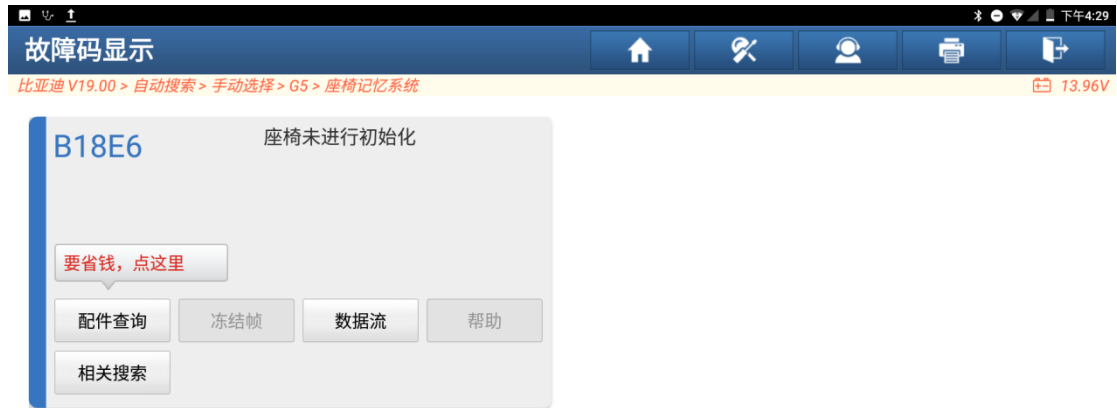 下午4:29
故障码显示
比亚迪 V19.00 > 自动搜索 > 手动选择 > G5 > 座椅记忆系统
13.96V
B18E6
座椅未进行初始化
要省钱，点这里
配件查询
冻结帧
数据流
帮助
相关搜索